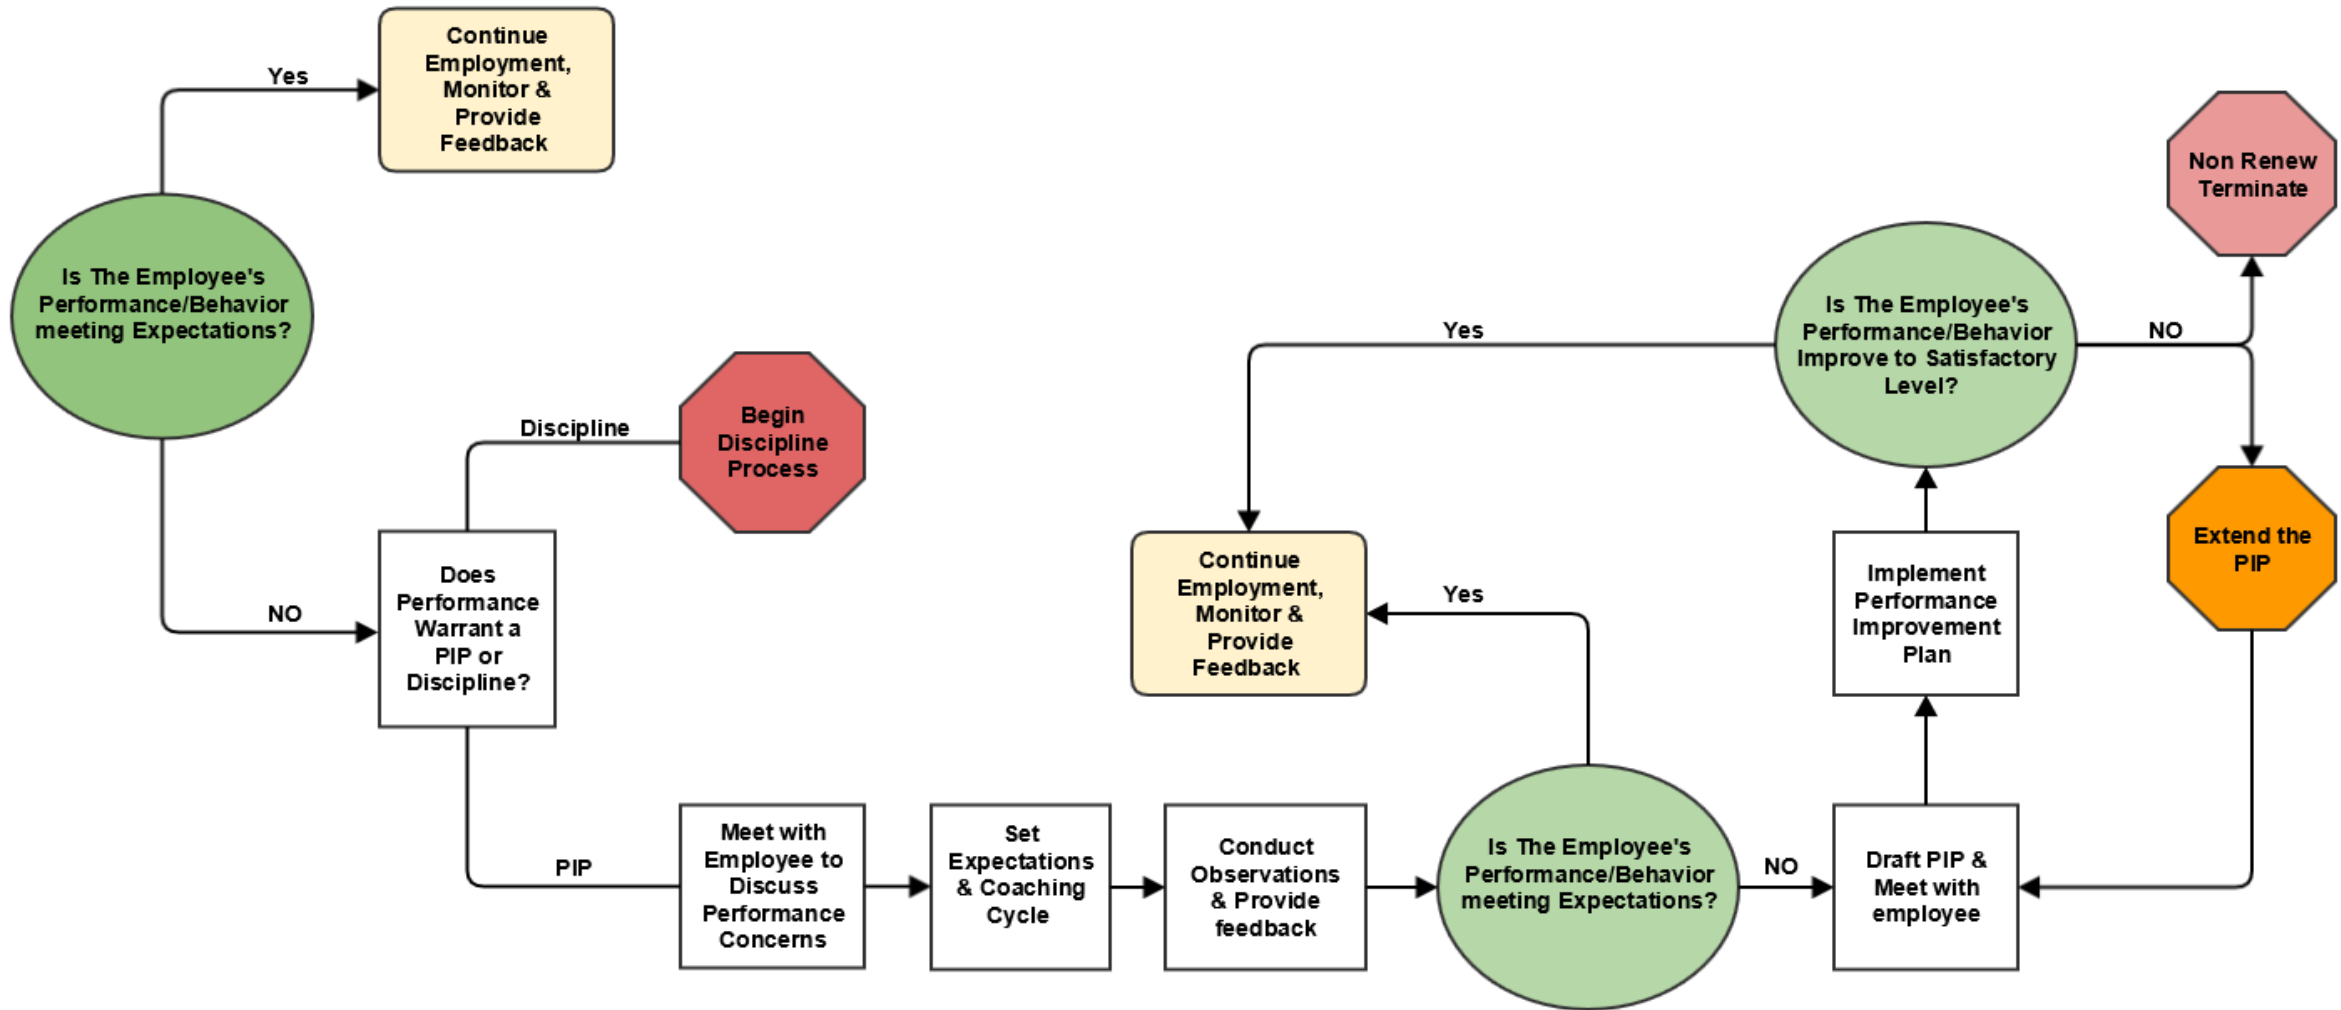 Continue
Employment,
Monitor &
Provide
Feedback
Yes
Is The Employee's
Performance/Behavior
meeting Expectations?
NO
Does
Performance
Warrant a
PIP or
Discipline?
Discipline
Begin
Discipline
Process
PIP
Meet with
Employee to
Discuss
Performance
Concerns
Set
Expectations
& Coaching
Cycle
Conduct
Observations
& Provide
feedback
Is The Employee's
Performance/Behavior
meeting Expectations?
Yes
Continue
Employment,
Monitor &
Provide
Feedback
NO
Draft PIP &
Meet with
employee
Implement
Performance
Improvement
Plan
Is The Employee's
Performance/Behavior
Improve to Satisfactory
Level?
Yes
NO
Non Renew
Terminate
Extend the
PIP